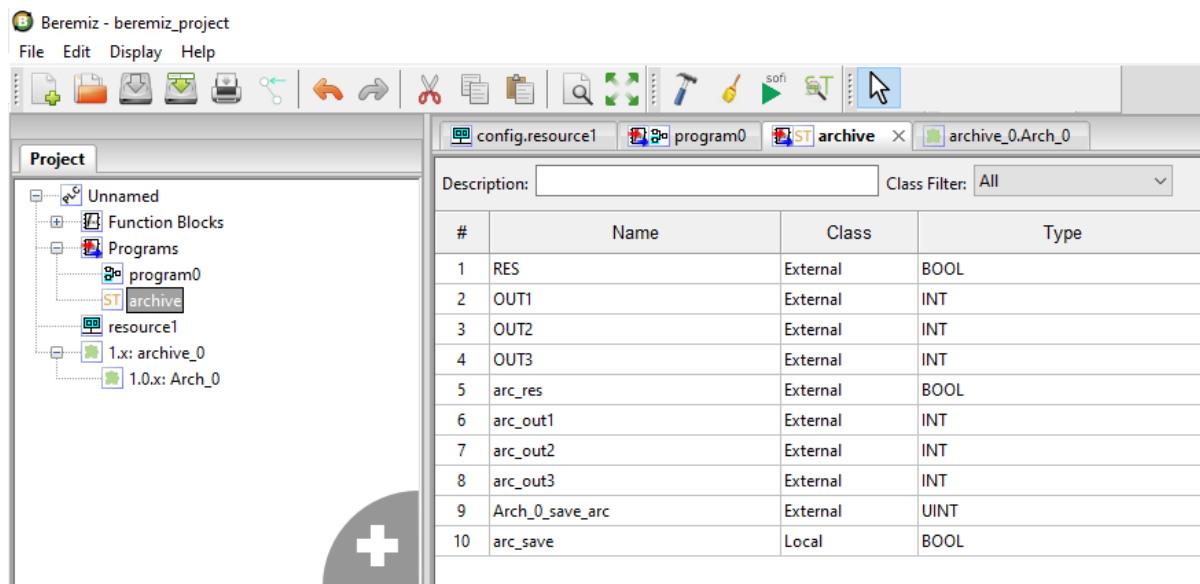 Beremiz - beremiz_project
File Edit Display Help
sofi
ST
config.resource1 program0 ST archive archive_0.Arch_0
Project
Description: Class Filter: All
Unnamed
Function Blocks
Programs
program0
ST archive
resource1
1.x: archive_0
1.0.x: Arch_0
# Name Class Type
1 RES External BOOL
2 OUT1 External INT
3 OUT2 External INT
4 OUT3 External INT
5 arc_res External BOOL
6 arc_out1 External INT
7 arc_out2 External INT
8 arc_out3 External INT
9 Arch_0_save_arc External UINT
10 arc_save Local BOOL